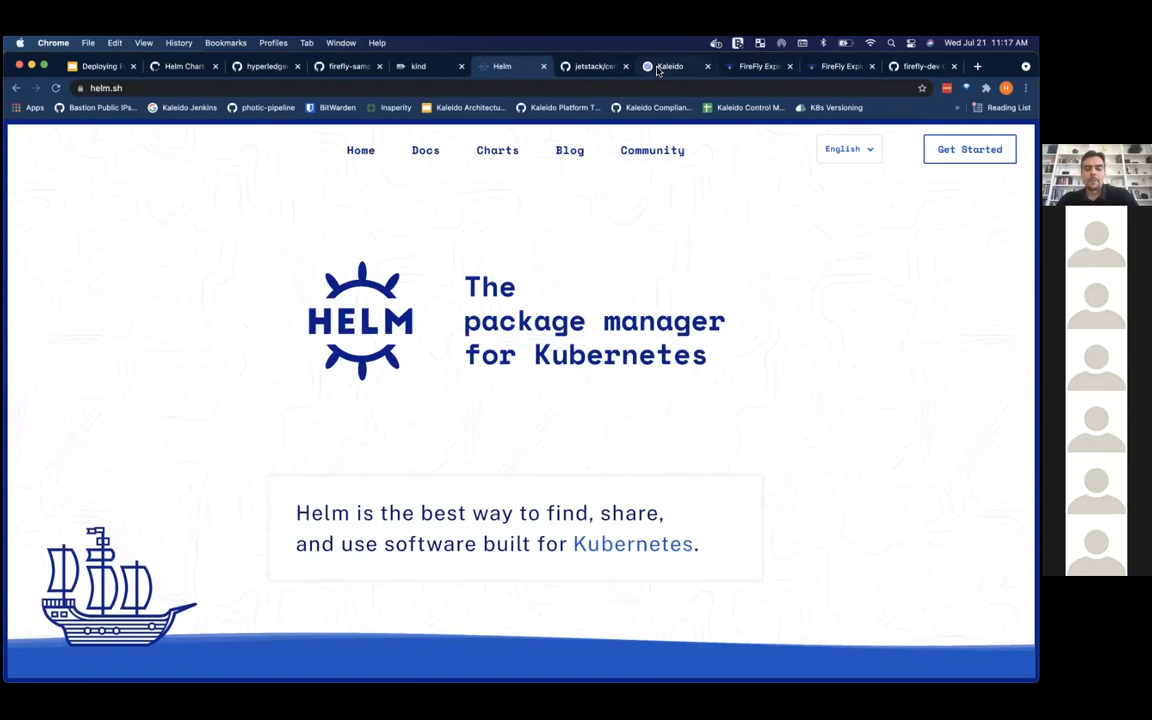 Chrome File Edit View History Bookmarks Profiles Tab Window Help Wed Jul 21 11:17 AM
Deploying F Helm Chart hyperledge firefly-sam kind Helm jetstack/cer Kaleido FireFly Expl FireFly Expl firefly-dev
helm.sh
Apps Bastion Public IPs... Kaleido Jenkins photic-pipeline BitWarden Insperity Kaleido Architectu... Kaleido Platform T... Kaleido Complian... Kaleido Control M... K8s Versioning » Reading List
Home Docs Charts Blog Community English Get Started
HELM
The
package manager
for Kubernetes
Helm is the best way to find, share,
and use software built for Kubernetes.